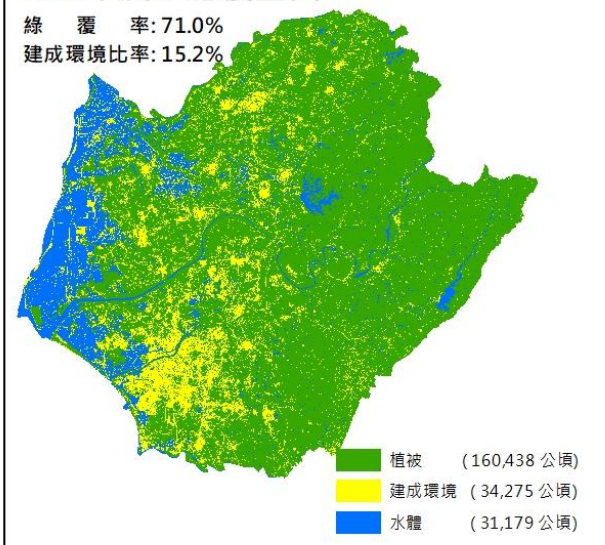 綠覆率: 71.0%
建成環境比率: 15.2%
植被 (160,438 公頃)
建成環境 (34,275 公頃)
水體 (31,179 公頃)